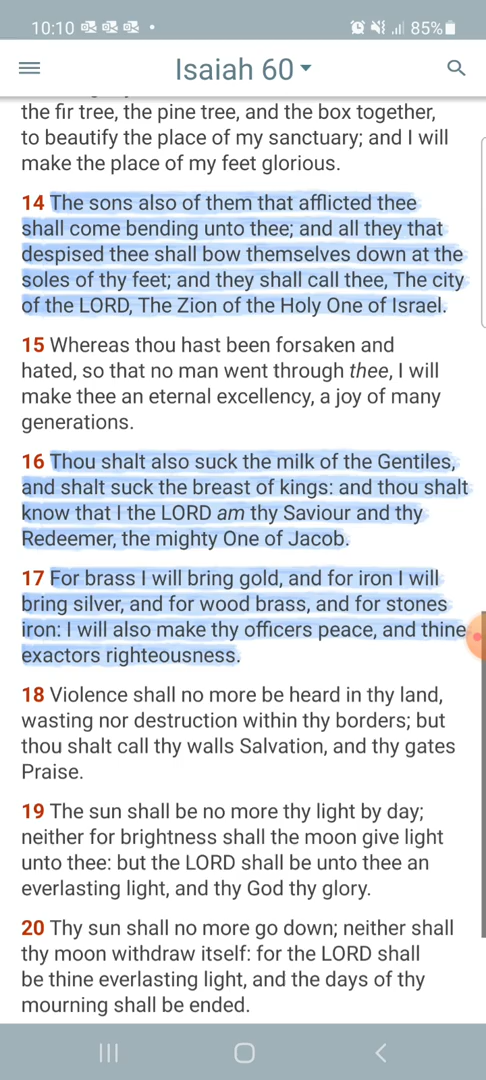 10:10 85%
Isaiah 60
the fir tree, the pine tree, and the box together,
to beautify the place of my sanctuary; and I will
make the place of my feet glorious.
14 The sons also of them that afflicted thee
shall come bending unto thee; and all they that
despised thee shall bow themselves down at the
soles of thy feet; and they shall call thee, The city
of the LORD, The Zion of the Holy One of Israel.
15 Whereas thou hast been forsaken and
hated, so that no man went through thee, I will
make thee an eternal excellency, a joy of many
generations.
16 Thou shalt also suck the milk of the Gentiles,
and shalt suck the breast of kings: and thou shalt
know that I the LORD am thy Saviour and thy
Redeemer, the mighty One of Jacob.
17 For brass I will bring gold, and for iron I will
bring silver, and for wood brass, and for stones
iron: I will also make thy officers peace, and thine
exactors righteousness.
18 Violence shall no more be heard in thy land,
wasting nor destruction within thy borders; but
thou shalt call thy walls Salvation, and thy gates
Praise.
19 The sun shall be no more thy light by day;
neither for brightness shall the moon give light
unto thee: but the LORD shall be unto thee an
everlasting light, and thy God thy glory.
20 Thy sun shall no more go down; neither shall
thy moon withdraw itself: for the LORD shall
be thine everlasting light, and the days of thy
mourning shall be ended.